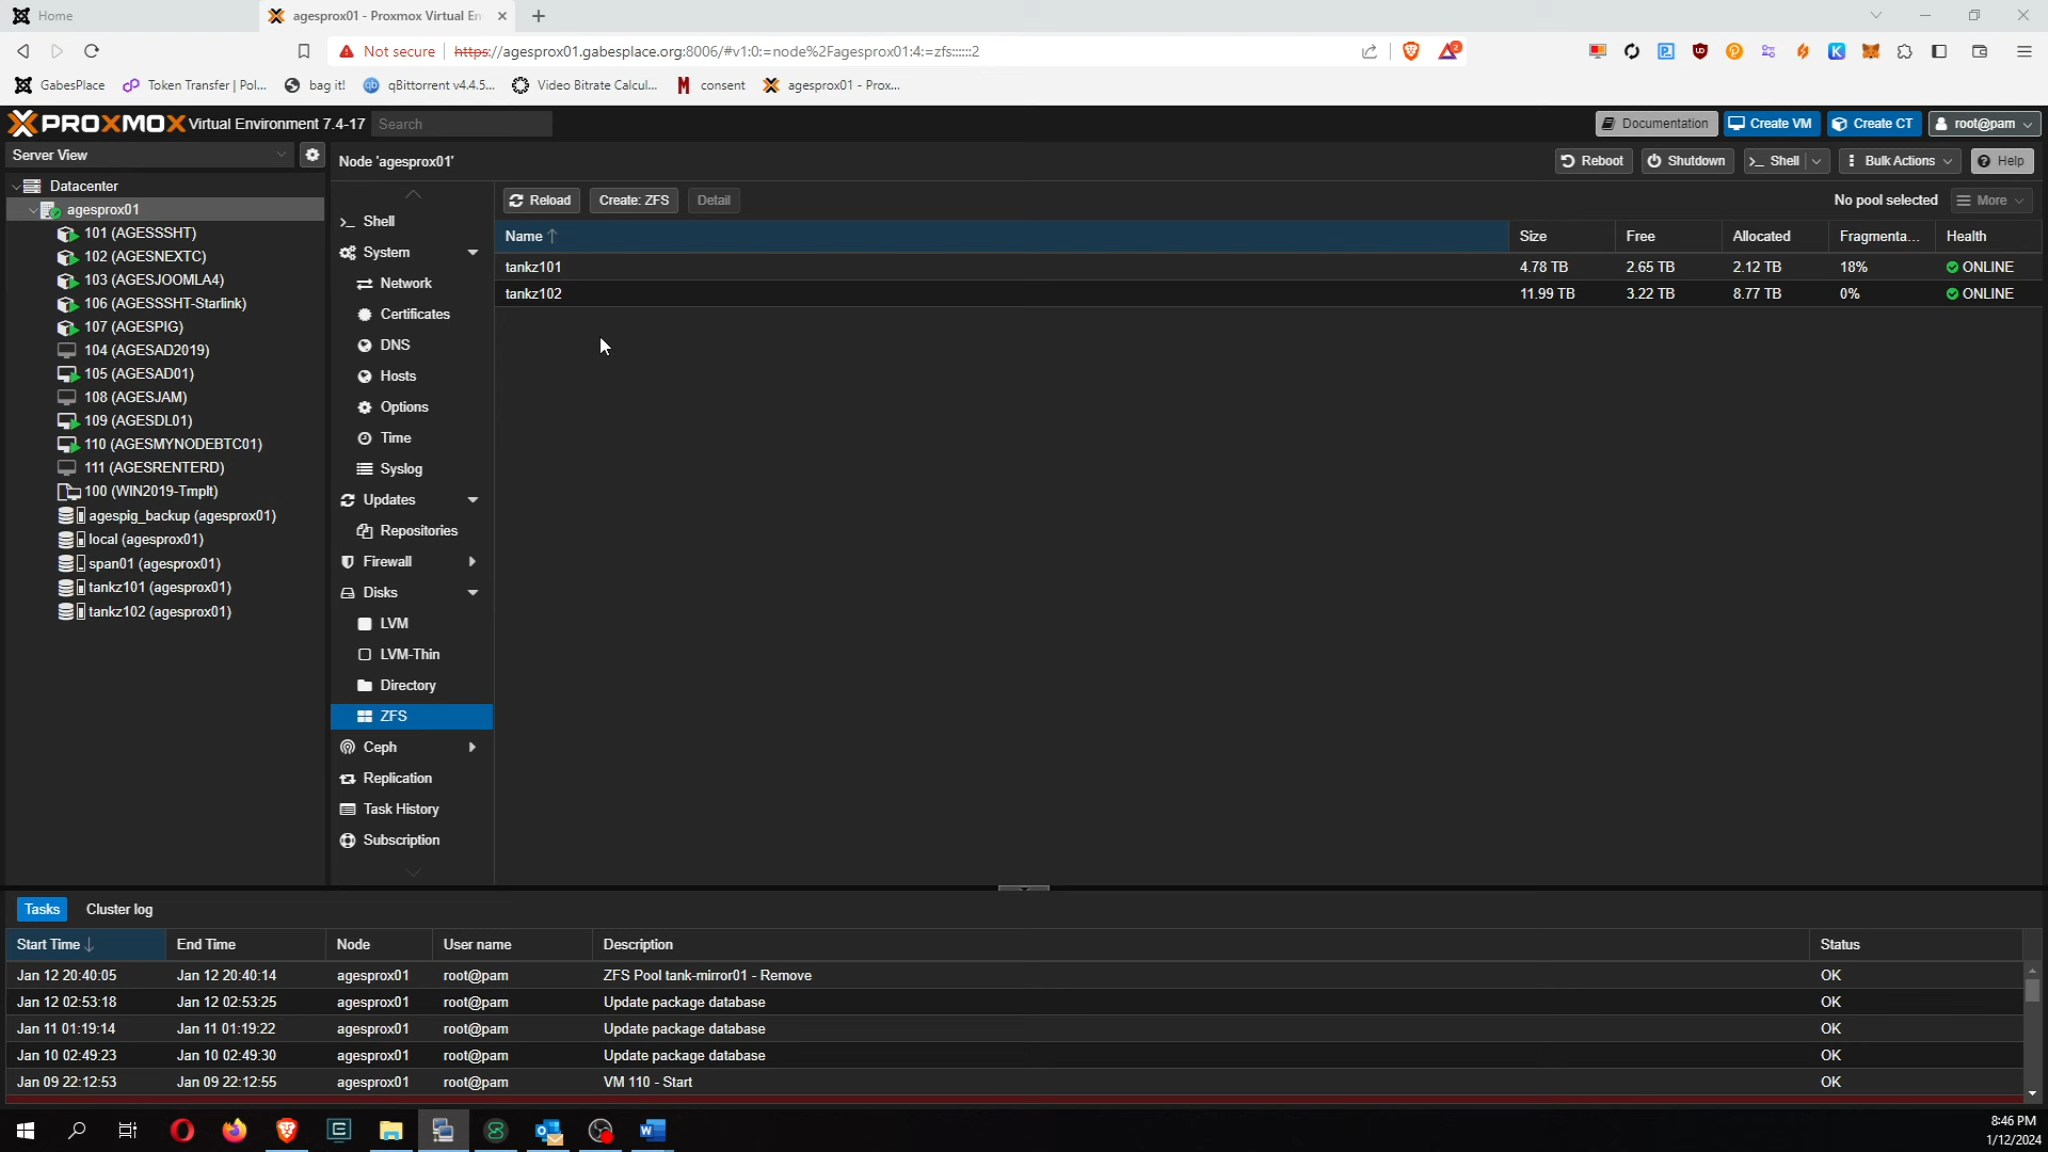 Home
agesprox01 - Proxmox Virtual En
Not secure
https://agesprox01.gabesplace.org:8006/#v1:0:=node%2Fagesprox01:4:=zfs::::::2
2
GabesPlace
Token Transfer | Pol...
bag it!
qBittorrent v4.4.5...
Video Bitrate Calcul...
consent
agesprox01 - Prox...
PROXMOX Virtual Environment 7.4-17
Search
Documentation
Create VM
Create CT
root@pam
Server View
Node 'agesprox01'
Reboot
Shutdown
Shell
Bulk Actions
Help
Datacenter
agesprox01
101 (AGESSSHT)
102 (AGESNEXTC)
103 (AGESJOOMLA4)
106 (AGESSSHT-Starlink)
107 (AGESPIG)
104 (AGESAD2019)
105 (AGESAD01)
108 (AGESJAM)
109 (AGESDL01)
110 (AGESMYNODEBTC01)
111 (AGESRENTERD)
100 (WIN2019-Tmplt)
agespig_backup (agesprox01)
local (agesprox01)
span01 (agesprox01)
tankz101 (agesprox01)
tankz102 (agesprox01)
Shell
System
Network
Certificates
DNS
Hosts
Options
Time
Syslog
Updates
Repositories
Firewall
Disks
LVM
LVM-Thin
Directory
ZFS
Ceph
Replication
Task History
Subscription
Reload
Create: ZFS
Detail
No pool selected
More
Name Size Free Allocated Fragmenta... Health
tankz101 4.78 TB 2.65 TB 2.12 TB 18% ONLINE
tankz102 11.99 TB 3.22 TB 8.77 TB 0% ONLINE
Tasks
Cluster log
Start Time End Time Node User name Description Status
Jan 12 20:40:05 Jan 12 20:40:14 agesprox01 root@pam ZFS Pool tank-mirror01 - Remove OK
Jan 12 02:53:18 Jan 12 02:53:25 agesprox01 root@pam Update package database OK
Jan 11 01:19:14 Jan 11 01:19:22 agesprox01 root@pam Update package database OK
Jan 10 02:49:23 Jan 10 02:49:30 agesprox01 root@pam Update package database OK
Jan 09 22:12:53 Jan 09 22:12:55 agesprox01 root@pam VM 110 - Start OK
8:46 PM
1/12/2024